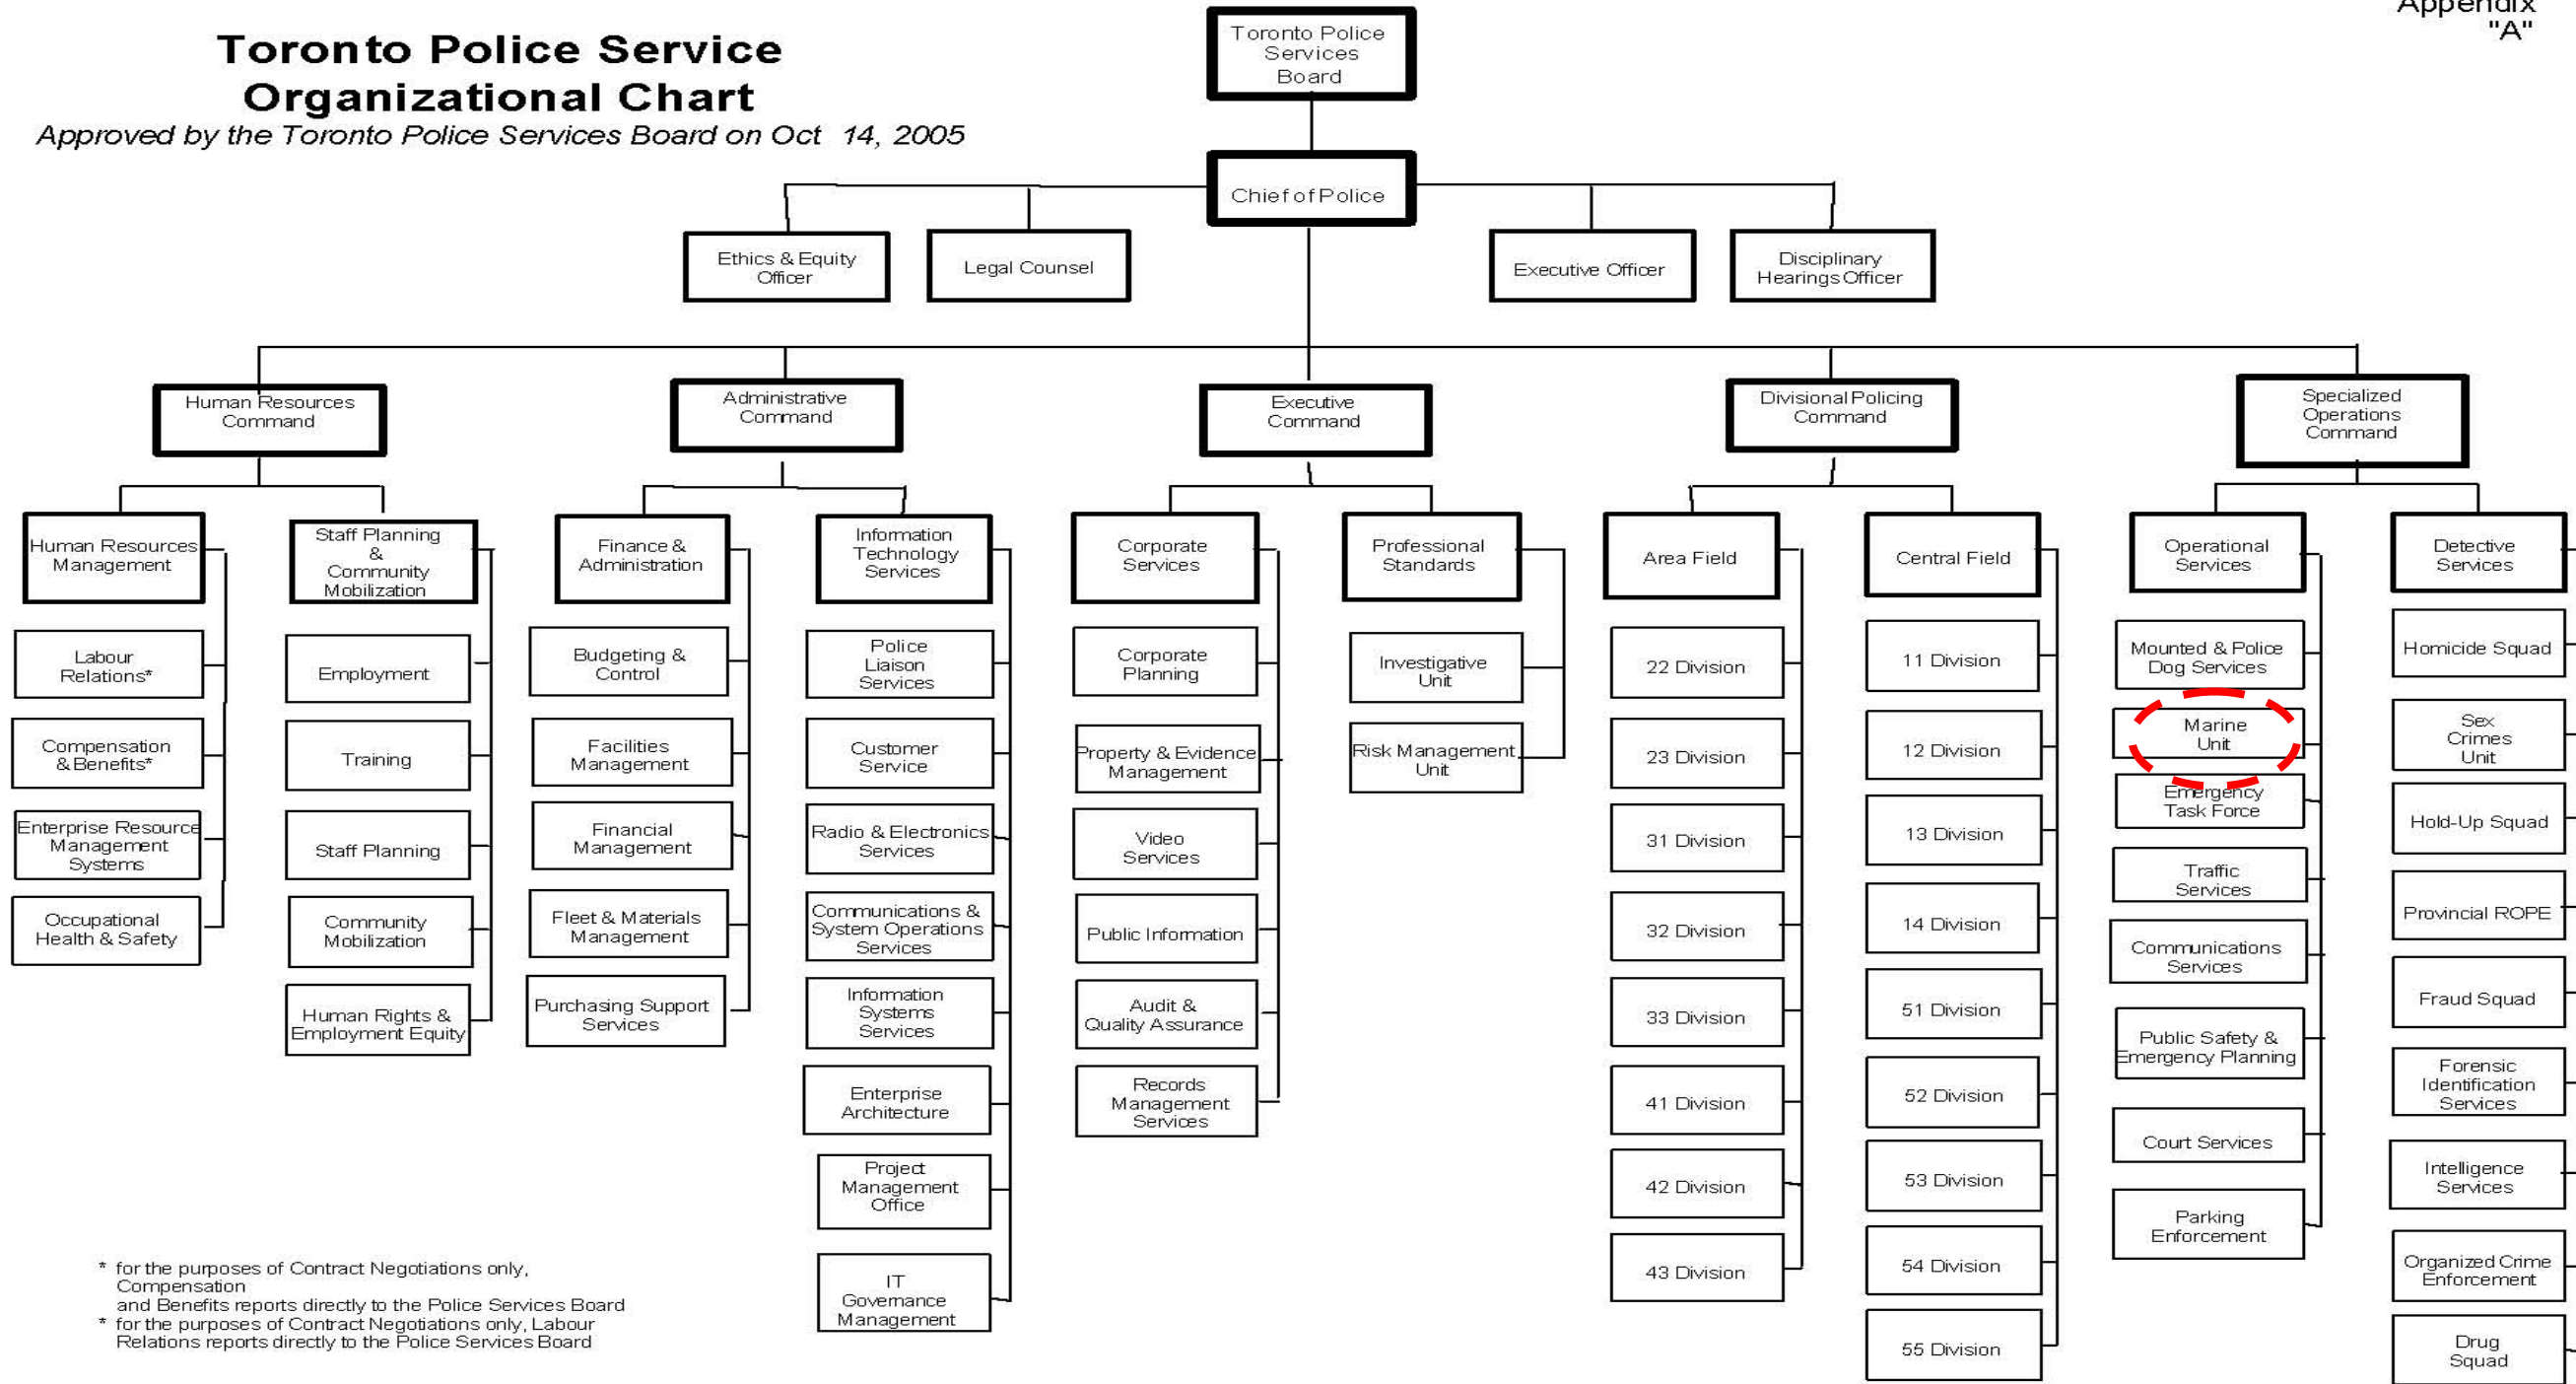 Appendix
"A"
Toronto Police Service
Organizational Chart
Approved by the Toronto Police Services Board on Oct 14, 2005
Toronto Police
Services
Board
Chief of Police
Ethics & Equity
Officer
Legal Counsel
Executive Officer
Disciplinary
Hearings Officer
Human Resources
Command
Administrative
Command
Executive
Command
Divisional Policing
Command
Specialized
Operations
Command
Human Resources
Management
Labour
Relations*
Compensation
& Benefits*
Enterprise Resource
Management
Systems
Occupational
Health & Safety
Staff Planning
&
Community
Mobilization
Employment
Training
Staff Planning
Community
Mobilization
Human Rights &
Employment Equity
Finance &
Administration
Budgeting &
Control
Facilities
Management
Financial
Management
Fleet & Materials
Management
Purchasing Support
Services
Information
Technology
Services
Police
Liaison
Services
Customer
Service
Radio & Electronics
Services
Communications &
System Operations
Services
Information
Systems
Services
Enterprise
Architecture
Project
Management
Office
IT
Governance
Management
Corporate
Services
Corporate
Planning
Property & Evidence
Management
Video
Services
Public Information
Audit &
Quality Assurance
Records
Management
Services
Professional
Standards
Investigative
Unit
Risk Management
Unit
Area Field
22 Division
23 Division
31 Division
32 Division
33 Division
41 Division
42 Division
43 Division
Central Field
11 Division
12 Division
13 Division
14 Division
51 Division
52 Division
53 Division
54 Division
55 Division
Operational
Services
Mounted & Police
Dog Services
Marine
Unit
Emergency
Task Force
Traffic
Services
Communications
Services
Public Safety &
Emergency Planning
Court Services
Parking
Enforcement
Detective
Services
Homicide Squad
Sex
Crimes
Unit
Hold-Up Squad
Provincial ROPE
Fraud Squad
Forensic
Identification
Services
Intelligence
Services
Organized Crime
Enforcement
Drug
Squad
* for the purposes of Contract Negotiations only,
Compensation
and Benefits reports directly to the Police Services Board
* for the purposes of Contract Negotiations only, Labour
Relations reports directly to the Police Services Board